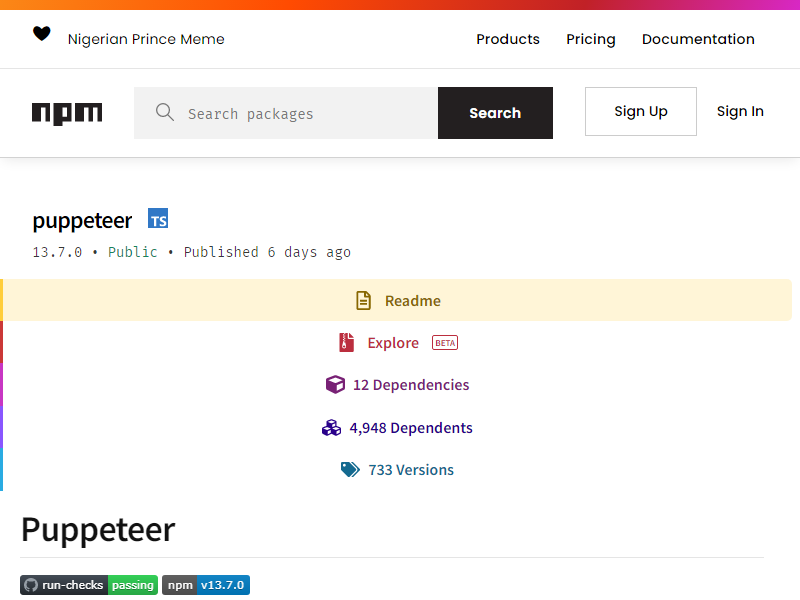 Nigerian Prince Meme
Products Pricing Documentation
npm
Search packages
Search
Sign Up
Sign In
puppeteer TS
13.7.0 • Public • Published 6 days ago
Readme
Explore BETA
12 Dependencies
4,948 Dependents
733 Versions
Puppeteer
run-checks passing npm v13.7.0